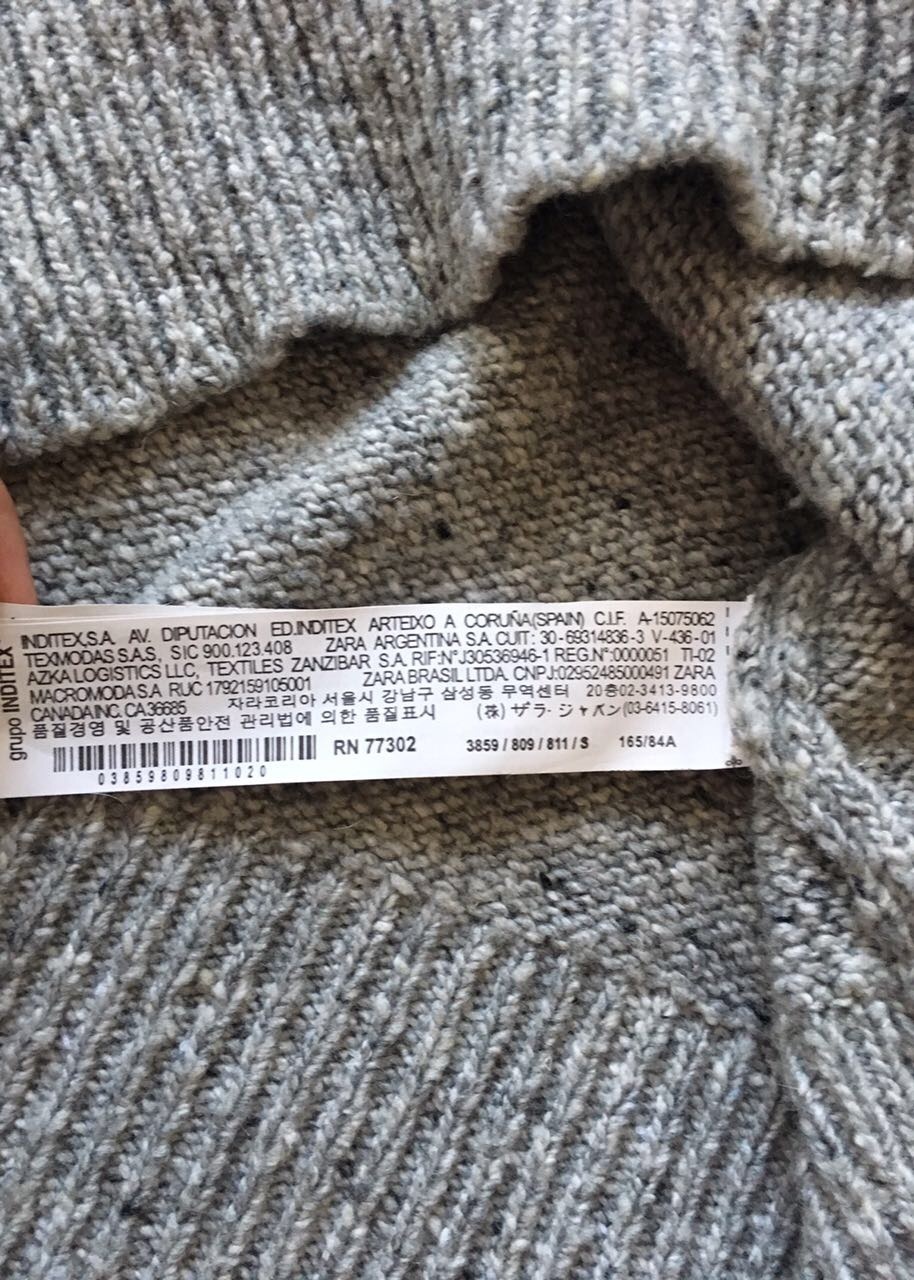 grupo INDITEX
INDITEX,S.A. AV. DIPUTACION ED.INDITEX ARTEIXO A CORUÑA(SPAIN) C.I.F. A-15075062
TEXMODAS S.A.S, SIC 900.123.408 ZARA ARGENTINA S.A. CUIT: 30-69314836-3 V-436-01
AZKA LOGISTICS LLC, TEXTILES ZANZIBAR S.A. RIF:N°J30536946-1 REG.N°:0000051 TI-02
MACROMODA S.A RUC 1792159105001 ZARA BRASIL LTDA. CNPJ:02952485000491 ZARA
CANADA INC, CA 36685 자라코리아 서울시 강남구 삼성동 무역센터 20층02-3413-9800
품질경영 및 공산품안전 관리법에 의한 품질표시 (株) ザラ・ジャパン(03-6415-8061)
RN 77302 3859 / 809 / 811 / S 165/84A
03859809811020